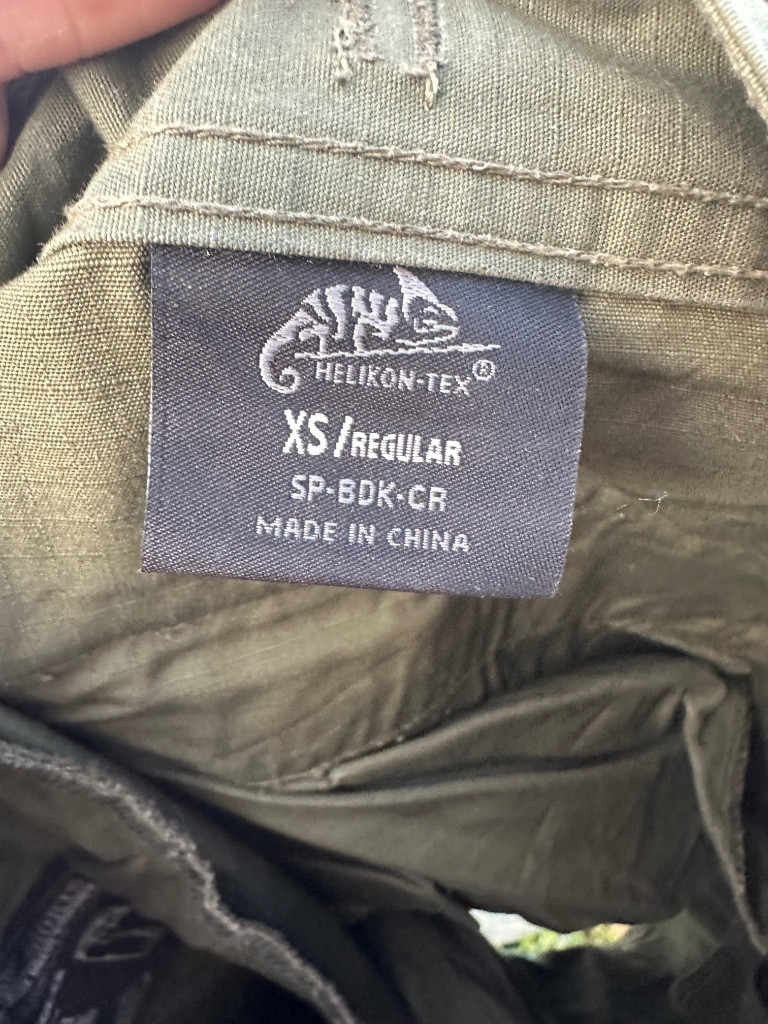 HELIKON-TEX®
XS/REGULAR
SP-BDK-CR
MADE IN CHINA